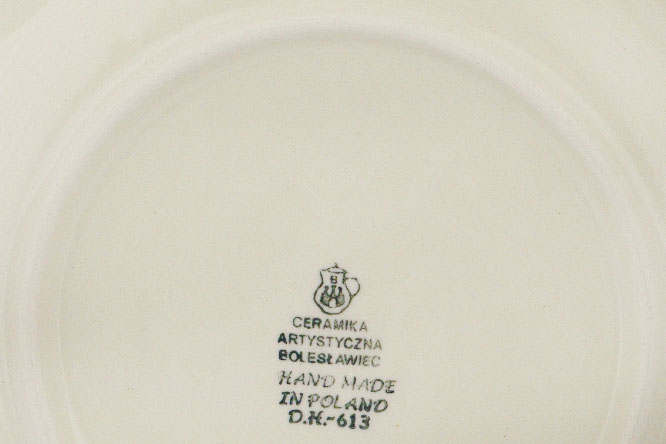 B
CERAMIKA
ARTYSTYCZNA
BOLESŁAWIEC
HAND MADE
IN POLAND
D.H.-613